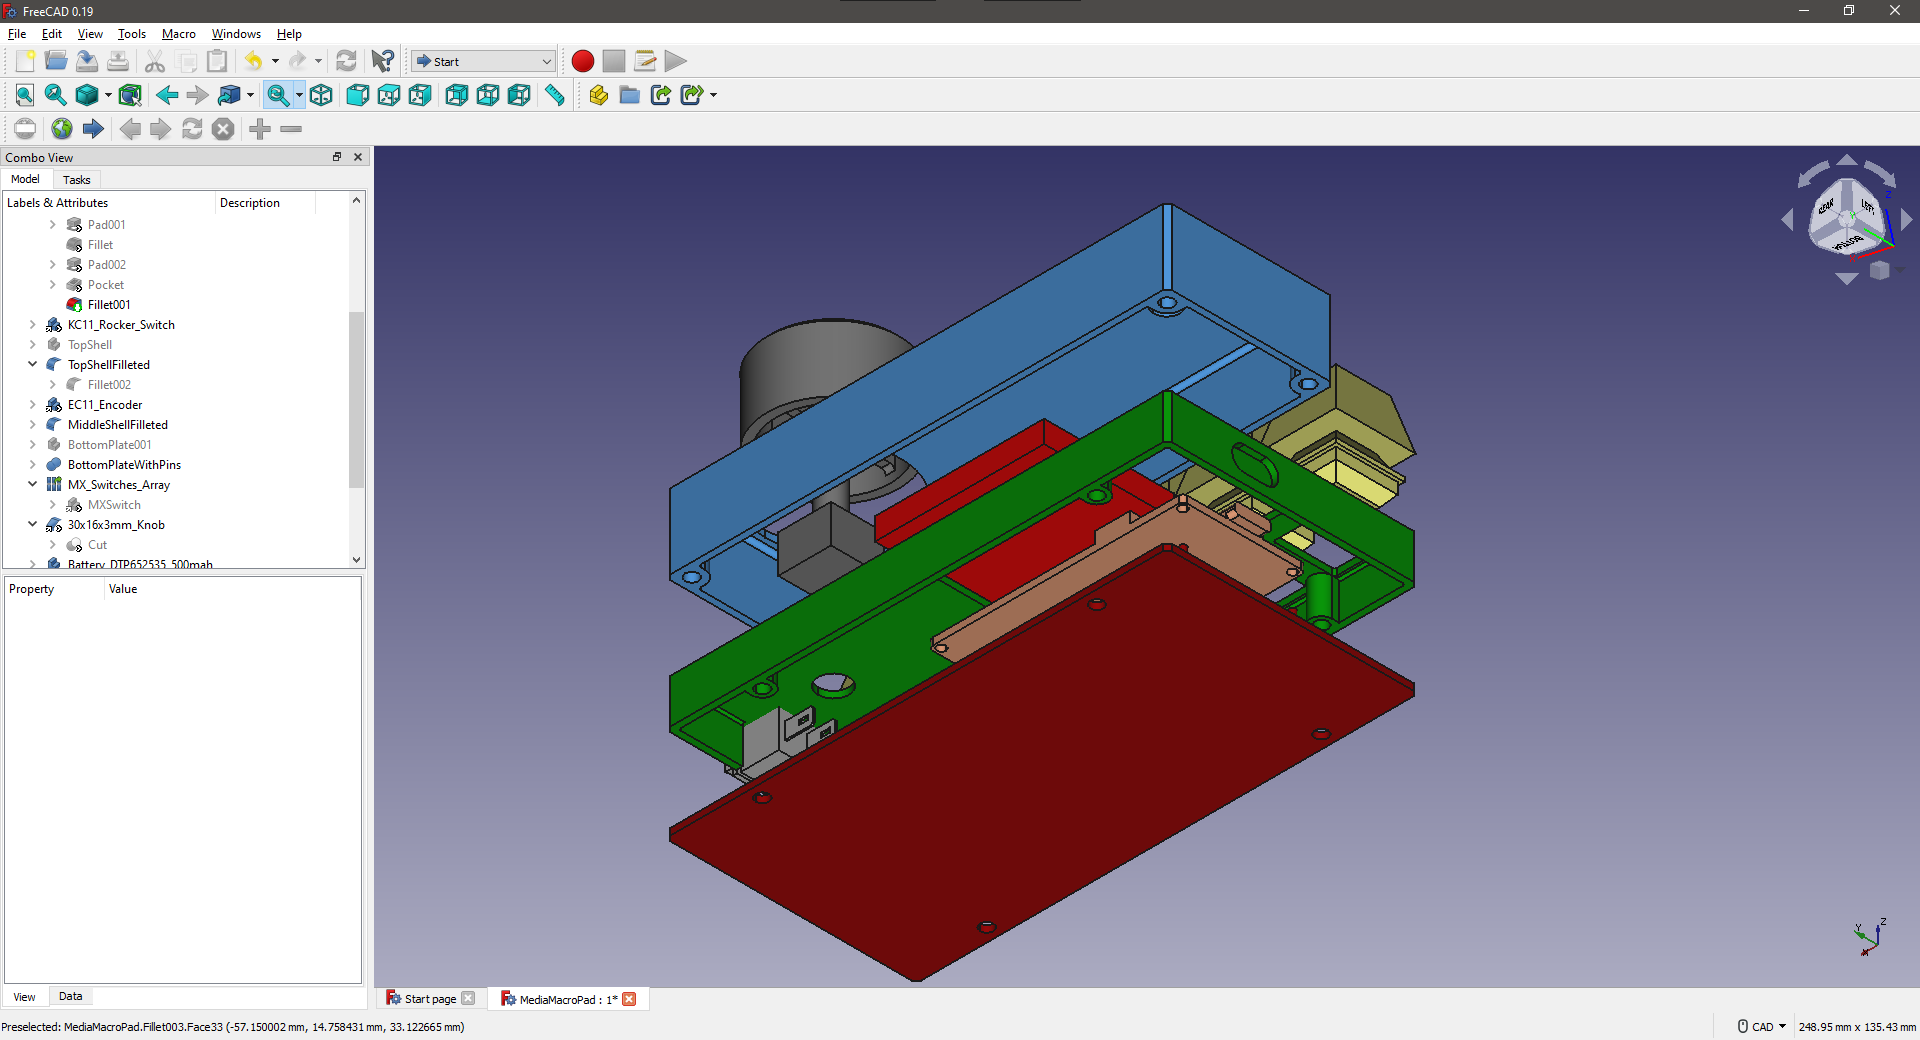 FreeCAD 0.19
File Edit View Tools Macro Windows Help
Start
Combo View
Model Tasks
Labels & Attributes Description
Pad001
Fillet
Pad002
Pocket
Fillet001
KC11_Rocker_Switch
TopShell
TopShellFilleted
Fillet002
EC11_Encoder
MiddleShellFilleted
BottomPlate001
BottomPlateWithPins
MX_Switches_Array
MXSwitch
30x16x3mm_Knob
Cut
Battery_DTP652535_500mah
Property Value
View Data
REAR LEFT
BOTTOM
Z
Y
X
Z
Y
X
Start page
MediaMacroPad : 1*
Preselected: MediaMacroPad.Fillet003.Face33 (-57.150002 mm, 14.758431 mm, 33.122665 mm)
CAD 248.95 mm x 135.43 mm